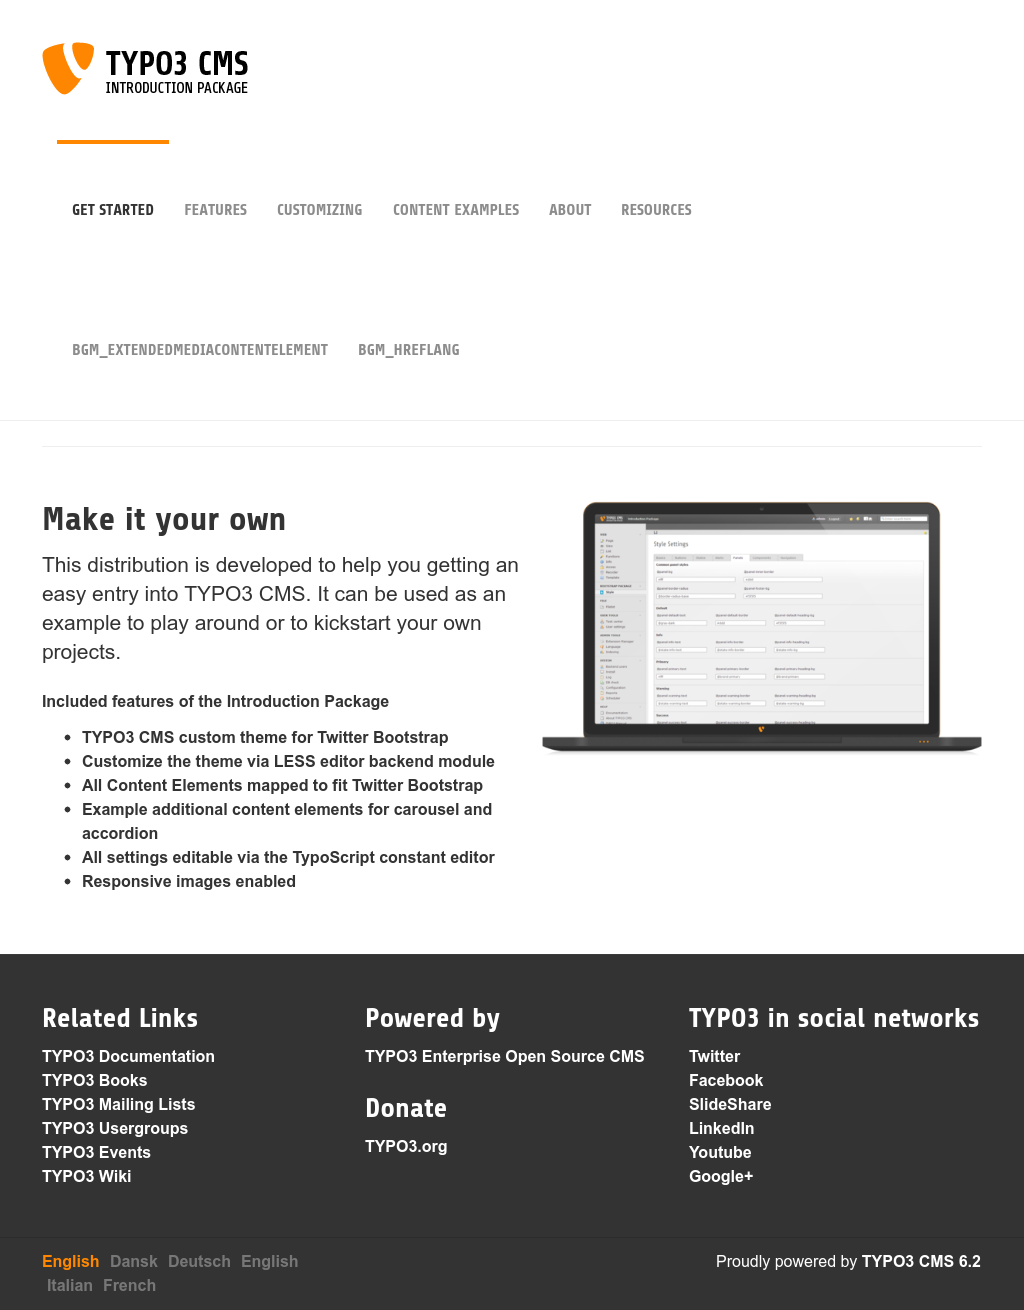 TYPO3 CMS
INTRODUCTION PACKAGE
GET STARTED FEATURES CUSTOMIZING CONTENT EXAMPLES ABOUT RESOURCES
BGM_EXTENDEDMEDIACONTENTELEMENT BGM_HREFLANG
Make it your own
This distribution is developed to help you getting an
easy entry into TYPO3 CMS. It can be used as an
example to play around or to kickstart your own
projects.
Included features of the Introduction Package
• TYPO3 CMS custom theme for Twitter Bootstrap
• Customize the theme via LESS editor backend module
• All Content Elements mapped to fit Twitter Bootstrap
• Example additional content elements for carousel and
accordion
• All settings editable via the TypoScript constant editor
• Responsive images enabled
Style Settings
Related Links
TYPO3 Documentation
TYPO3 Books
TYPO3 Mailing Lists
TYPO3 Usergroups
TYPO3 Events
TYPO3 Wiki
Powered by
TYPO3 Enterprise Open Source CMS
Donate
TYPO3.org
TYPO3 in social networks
Twitter
Facebook
SlideShare
LinkedIn
Youtube
Google+
English Dansk Deutsch English
Italian French
Proudly powered by TYPO3 CMS 6.2